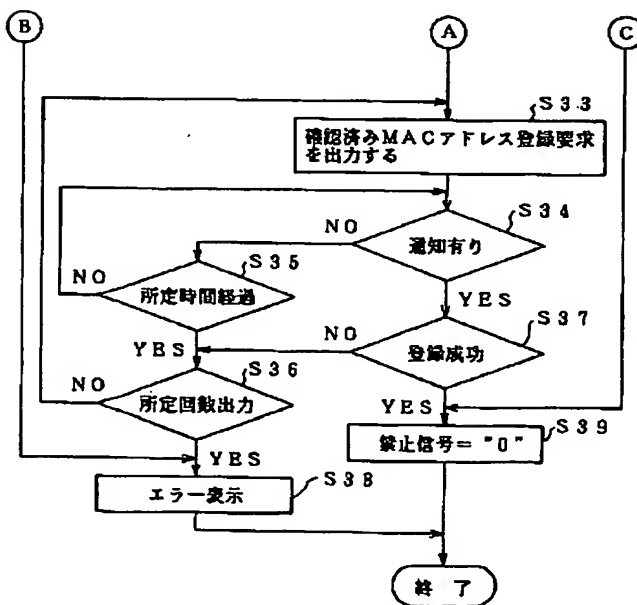 B
A
C
S33
確認済みMACアドレス登録要求
を出力する
S34
NO
通知有り
S35
NO
所定時間経過
YES
S37
YES
NO
登録成功
S36
NO
所定回数出力
YES
S39
禁止信号="0"
YES
S38
エラー表示
終了